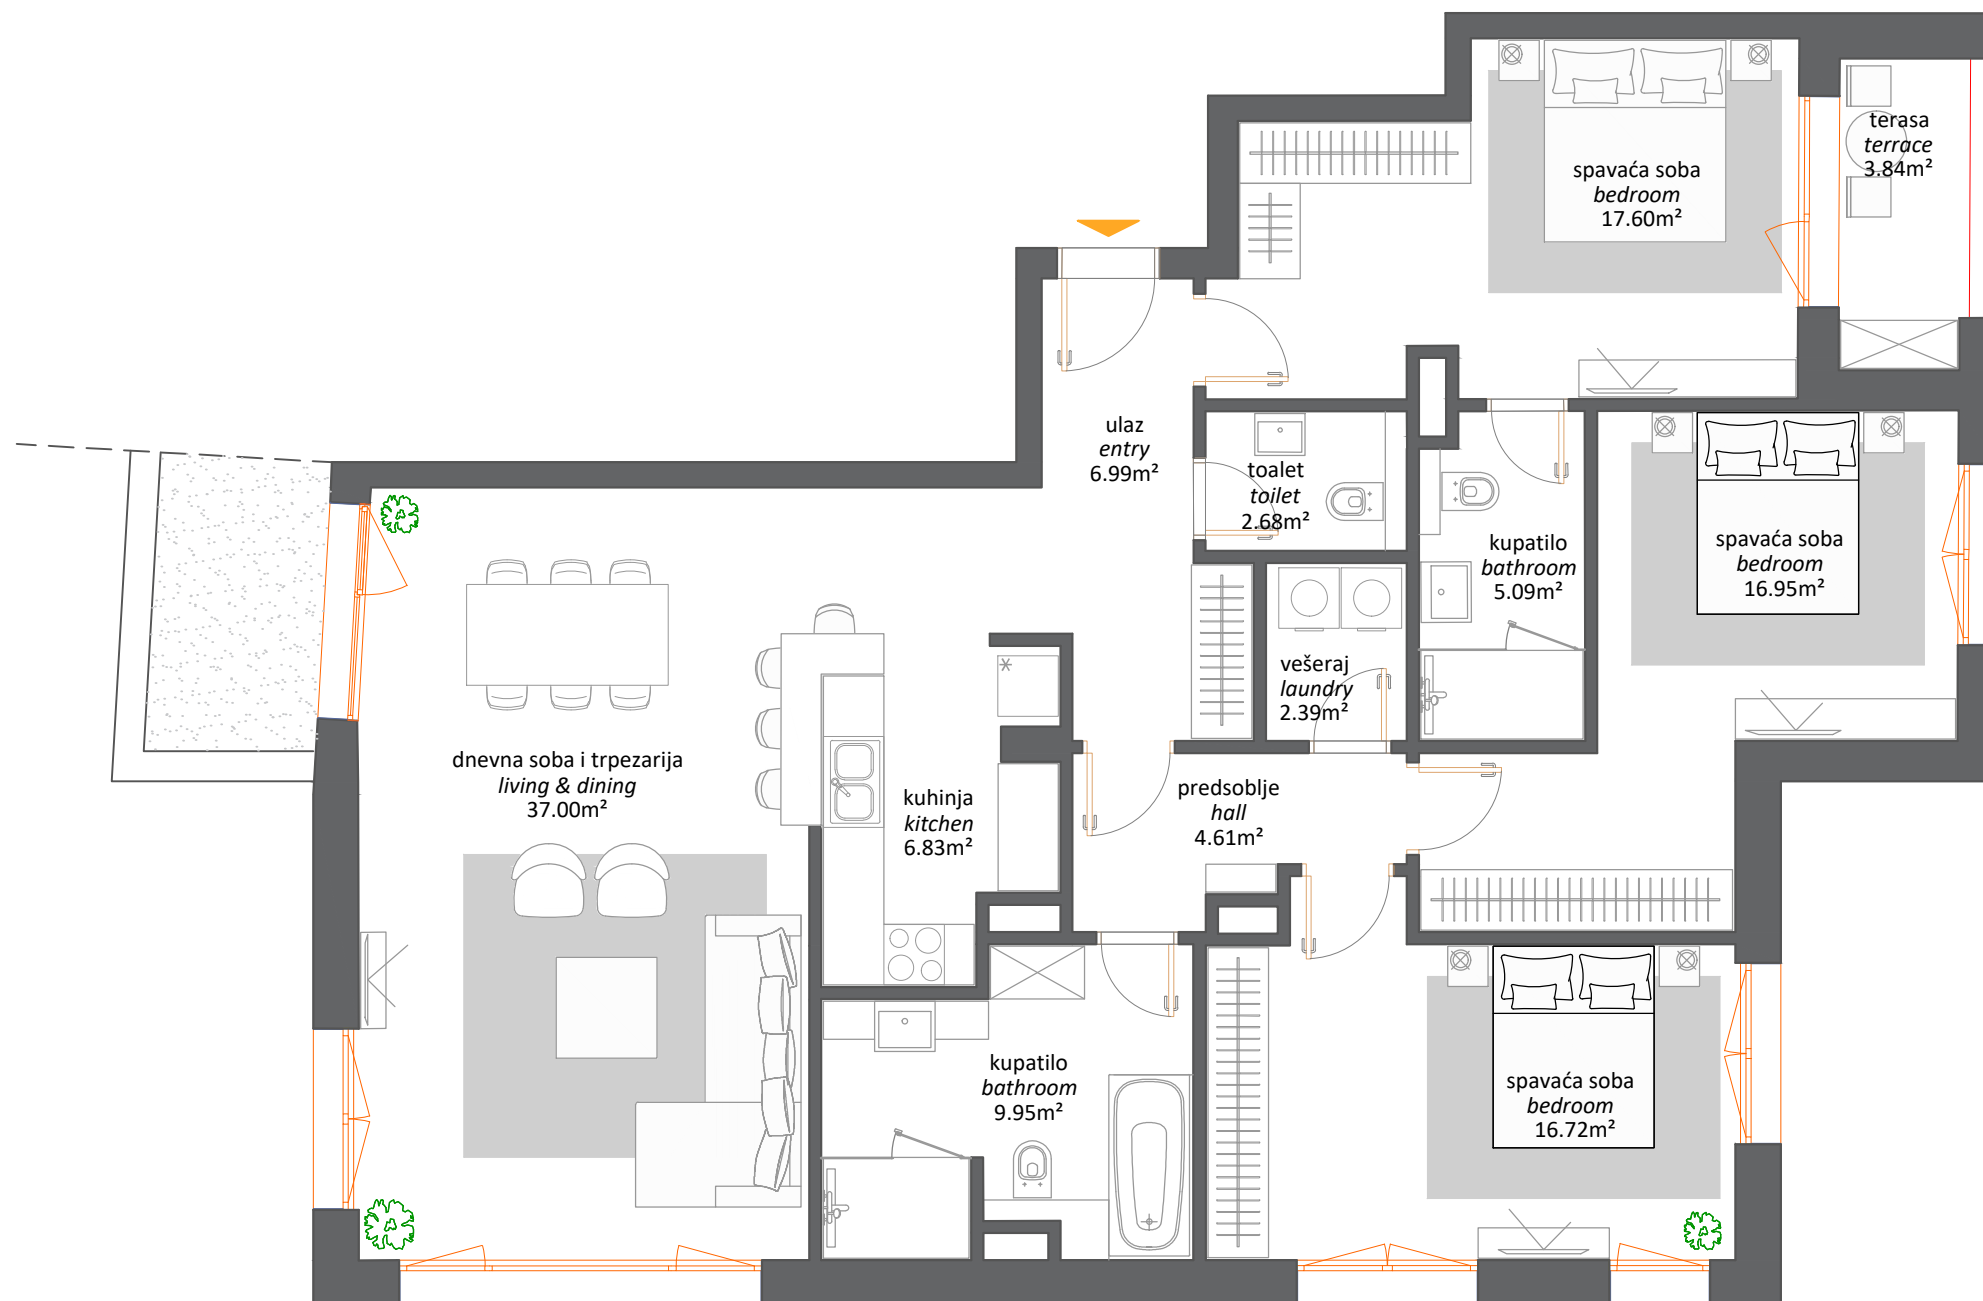 terasa
terrace
3.84m²
spavaća soba
bedroom
17.60m²
ulaz
entry
6.99m²
toalet
toilet
2.68m²
kupatilo
bathroom
5.09m²
spavaća soba
bedroom
16.95m²
vešeraj
laundry
2.39m²
dnevna soba i trpezarija
living & dining
37.00m²
kuhinja
kitchen
6.83m²
predsoblje
hall
4.61m²
kupatilo
bathroom
9.95m²
spavaća soba
bedroom
16.72m²